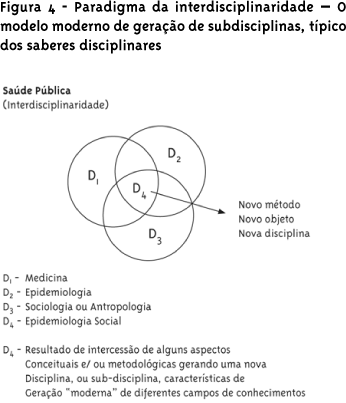 Figura 4 - Paradigma da interdisciplinaridade — O
modelo moderno de geração de subdisciplinas, típico
dos saberes disciplinares
Saúde Pública
(Interdisciplinaridade)
D1
D2
D4
D3
Novo método
Novo objeto
Nova disciplina
D1 - Medicina
D2 - Epidemiologia
D3 - Sociologia ou Antropologia
D4 - Epidemiologia Social
D4 - Resultado de intercessão de alguns aspectos
Conceituais e/ ou metodológicas gerando uma nova
Disciplina, ou sub-disciplina, características de
Geração "moderna" de diferentes campos de conhecimentos